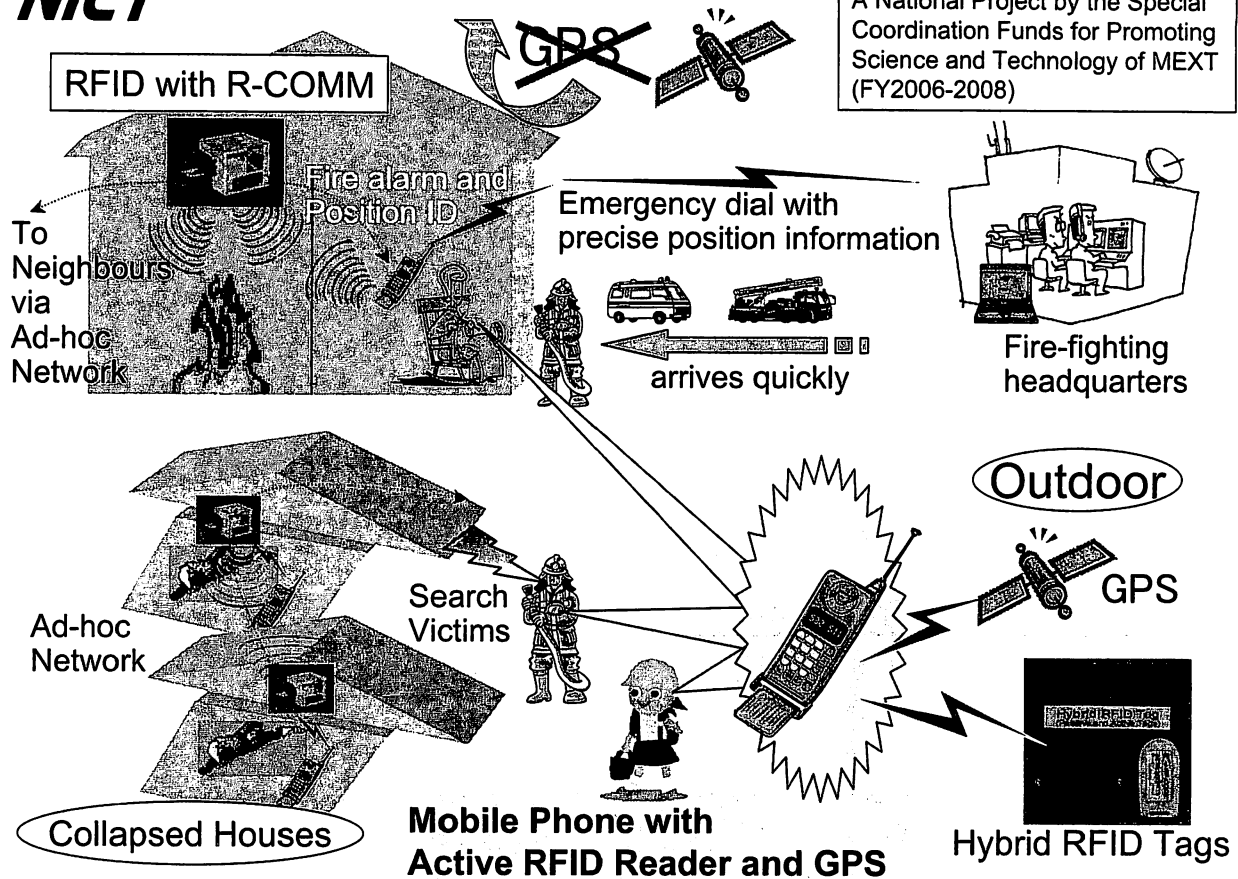 NICT
A National Project by the Special
Coordination Funds for Promoting
Science and Technology of MEXT
(FY2006-2008)
GPS
RFID with R-COMM
Fire alarm and
Position ID
To
Neighbours
via
Ad-hoc
Network
Emergency dial with
precise position information
arrives quickly
Fire-fighting
headquarters
Outdoor
GPS
Search
Victims
Ad-hoc
Network
Hybrid RFID Tag
Collapsed Houses
Mobile Phone with
Active RFID Reader and GPS
Hybrid RFID Tags